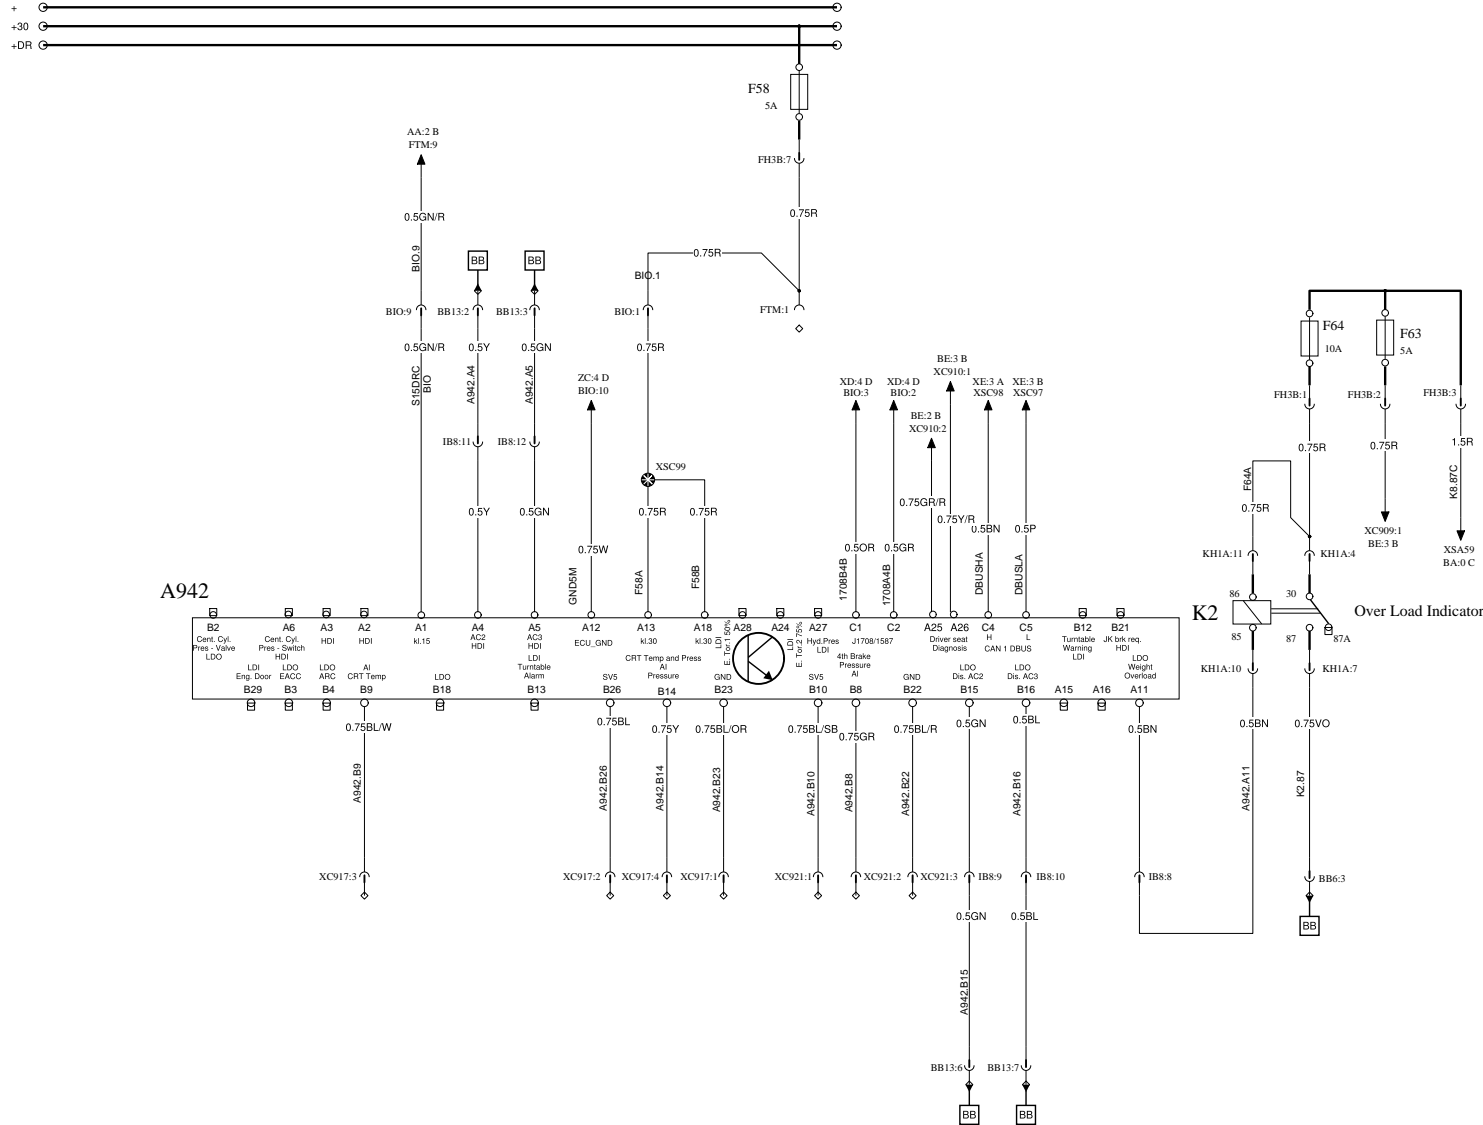 +
+30
+DR
F58
5A
FH3B:7
0.75R
AA:2 B
FTM:9
0.5GN/R
BIO.9
BB
BB
0.75R
BIO.1
BIO:9
BB13:2
BB13:3
BIO:1
FTM:1
0.5GN/R
0.5Y
0.5GN
0.75R
S15DRC
BIO
A942.A4
A942.A5
ZC:4 D
BIO:10
IB8:11
IB8:12
XSC99
0.5Y
0.5GN
0.75R
0.75R
0.75W
GND5M
F58A
F58B
XD:4 D
BIO:3
XD:4 D
BIO:2
BE:2 B
XC910:2
BE:3 B
XC910:1
XE:3 A
XSC98
XE:3 B
XSC97
0.75GR/R
0.75Y/R
0.5BN
0.5P
0.5OR
0.5GR
1708B4B
1708A4B
DBUSHA
DBUSLA
F64
10A
F63
5A
FH3B:1
FH3B:2
FH3B:3
0.75R
0.75R
1.5R
F64A
0.75R
K8.87C
XC909:1
BE:3 B
XSA59
BA:0 C
KH1A:11
KH1A:4
86
30
K2
Over Load Indicator
85
87
87A
KH1A:10
KH1A:7
0.5BN
0.75VO
A942.A11
K2.87
BB6:3
BB
A942
B2
A6
A3
A2
A1
A4
A5
A12
A13
A18
A28
A24
A27
C1
C2
A25
A26
C4
C5
B12
B21
Cent. Cyl.
Pres - Valve
LDO
Cent. Cyl.
Pres - Switch
HDI
HDI
HDI
kl.15
AC2
HDI
AC3
HDI
ECU_GND
kl.30
kl.30
LDI
E. Tor.1 50%
LDI
E. Tor.2 75%
Hyd.Pres
LDI
J1708/1587
Driver seat
Diagnosis
H
L
CAN 1 DBUS
Turntable
Warning
LDI
JK brk req.
HDI
LDI
Eng. Door
LDO
EACC
LDO
ARC
AI
CRT Temp
LDO
LDI
Turntable
Alarm
SV5
CRT Temp and Press
AI
Pressure
GND
SV5
4th Brake
Pressure
AI
GND
LDO
Dis. AC2
LDO
Dis. AC3
LDO
Weight
Overload
B29
B3
B4
B9
B18
B13
B26
B14
B23
B10
B8
B22
B15
B16
A15
A16
A11
0.75BL/W
0.75BL
0.75Y
0.75BL/OR
0.75BL/SB
0.75GR
0.75BL/R
0.5GN
0.5BL
0.5BN
A942.B9
A942.B26
A942.B14
A942.B23
A942.B10
A942.B8
A942.B22
A942.B16
XC917:3
XC917:2
XC917:4
XC917:1
XC921:1
XC921:2
XC921:3
IB8:9
IB8:10
IB8:8
0.5GN
0.5BL
A942.B15
BB13:6
BB13:7
BB
BB